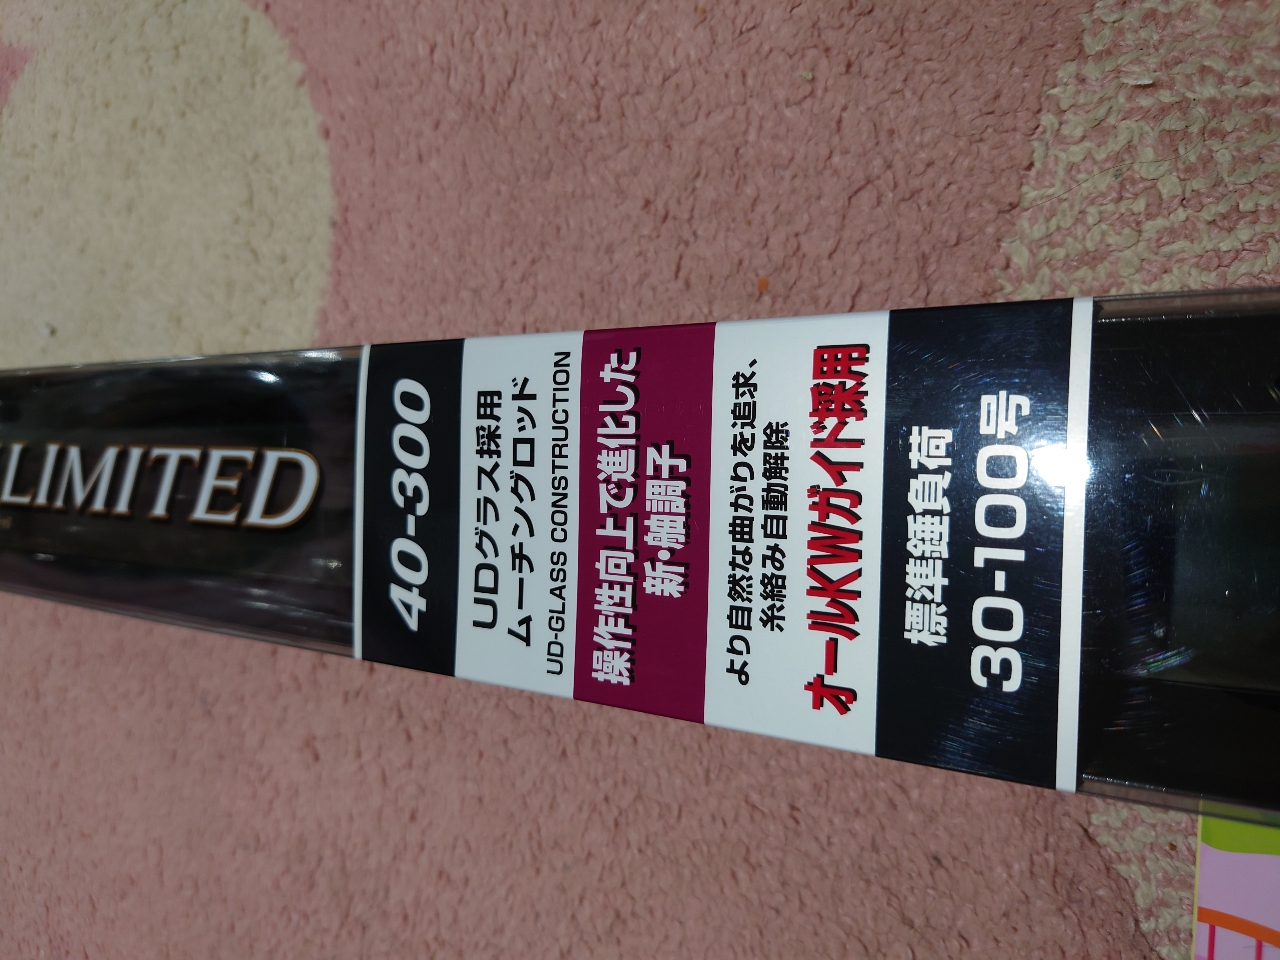 LIMITED
40-300
UDグラス採用
ムーチングロッド
UD-GLASS CONSTRUCTION
操作性向上で進化した
新・舳調子
より自然な曲がりを追求、
糸絡み自動解除
オールKWガイド採用
標準錘負荷
30-100号